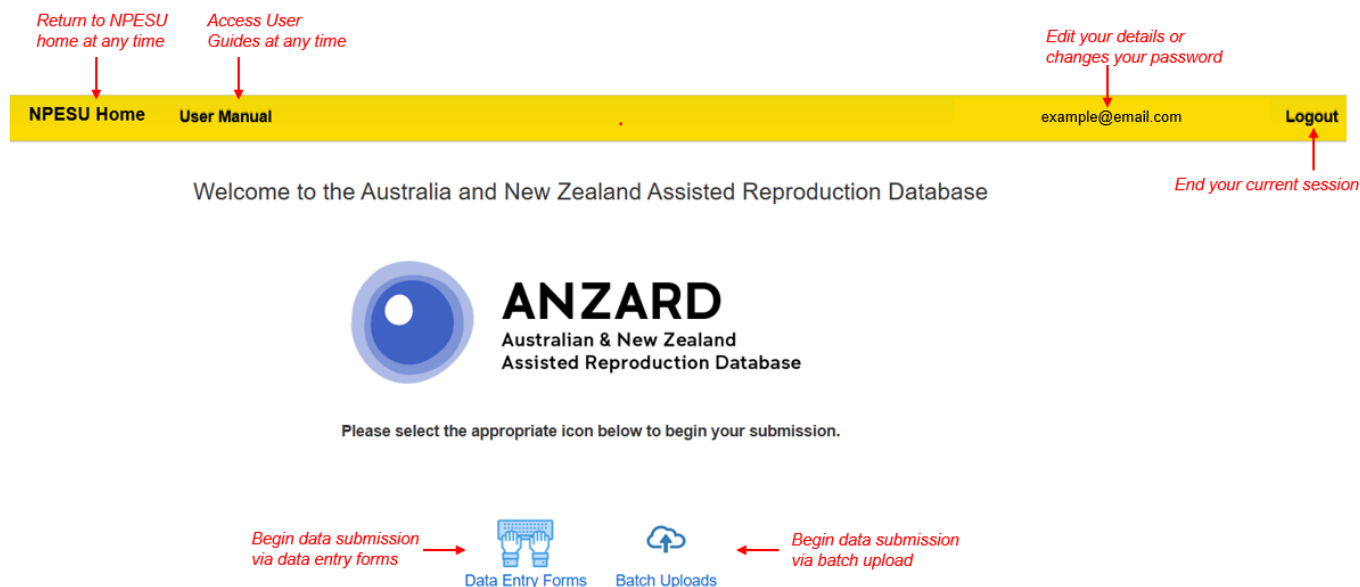 Return to NPESU
home at any time
Access User
Guides at any time
Edit your details or
changes your password
NPESU Home
User Manual
example@email.com
Logout
End your current session
Welcome to the Australia and New Zealand Assisted Reproduction Database
ANZARD
Australian & New Zealand
Assisted Reproduction Database
Please select the appropriate icon below to begin your submission.
Begin data submission
via data entry forms
Data Entry Forms
Batch Uploads
Begin data submission
via batch upload